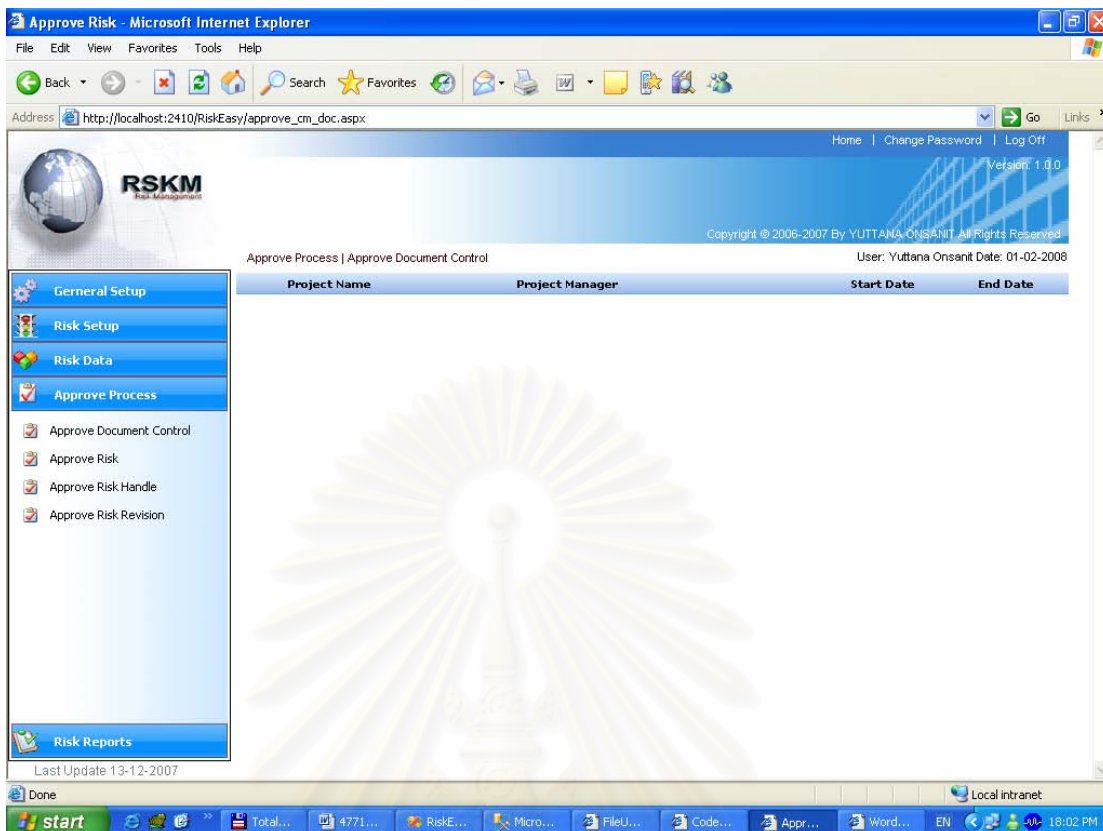 Approve Risk - Microsoft Internet Explorer
File Edit View Favorites Tools Help
Back Search Favorites
Address http://localhost:2410/RiskEasy/approve_cm_doc.aspx Go Links
Home | Change Password | Log Off
Version: 1.0.0
RSKM
Risk Management
Copyright © 2006-2007 By YUTTANA ONSANIT All Rights Reserved
Approve Process | Approve Document Control User: Yuttana Onsanit Date: 01-02-2008
Project Name Project Manager Start Date End Date
Gerneral Setup
Risk Setup
Risk Data
Approve Process
Approve Document Control
Approve Risk
Approve Risk Handle
Approve Risk Revision
Risk Reports
Last Update 13-12-2007
Done Local intranet
start Total... 4771... RiskE... Micro... FileU... Code... Appr... Word... EN 18:02 PM